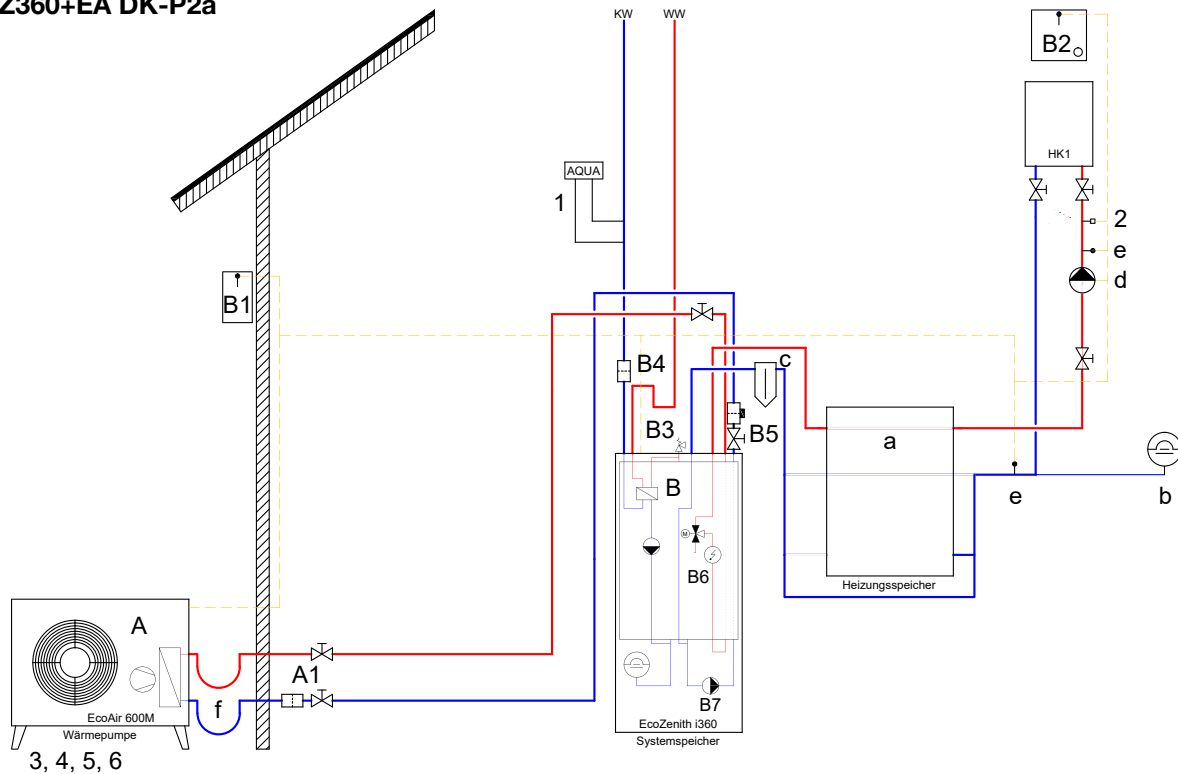 Z360+EA DK-P2a
KW
WW
B2
HK1
AQUA
1
2
e
d
B1
B4
c
B3
B5
a
B
e
b
M
B6
Heizungsspeicher
A
A1
f
B7
EcoAir 600M
EcoZenith i360
Wärmepumpe
Systemspeicher
3, 4, 5, 6